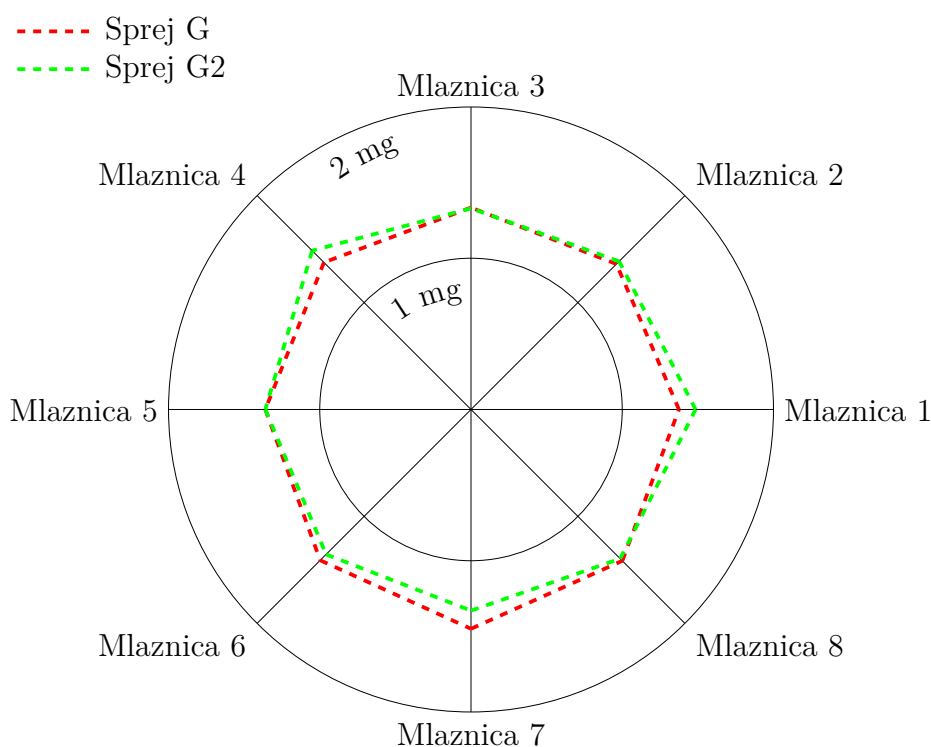 Sprej G
Sprej G2
Mlaznica 3
2 mg
Mlaznica 4
Mlaznica 2
1 mg
Mlaznica 5
Mlaznica 1
Mlaznica 6
Mlaznica 8
Mlaznica 7